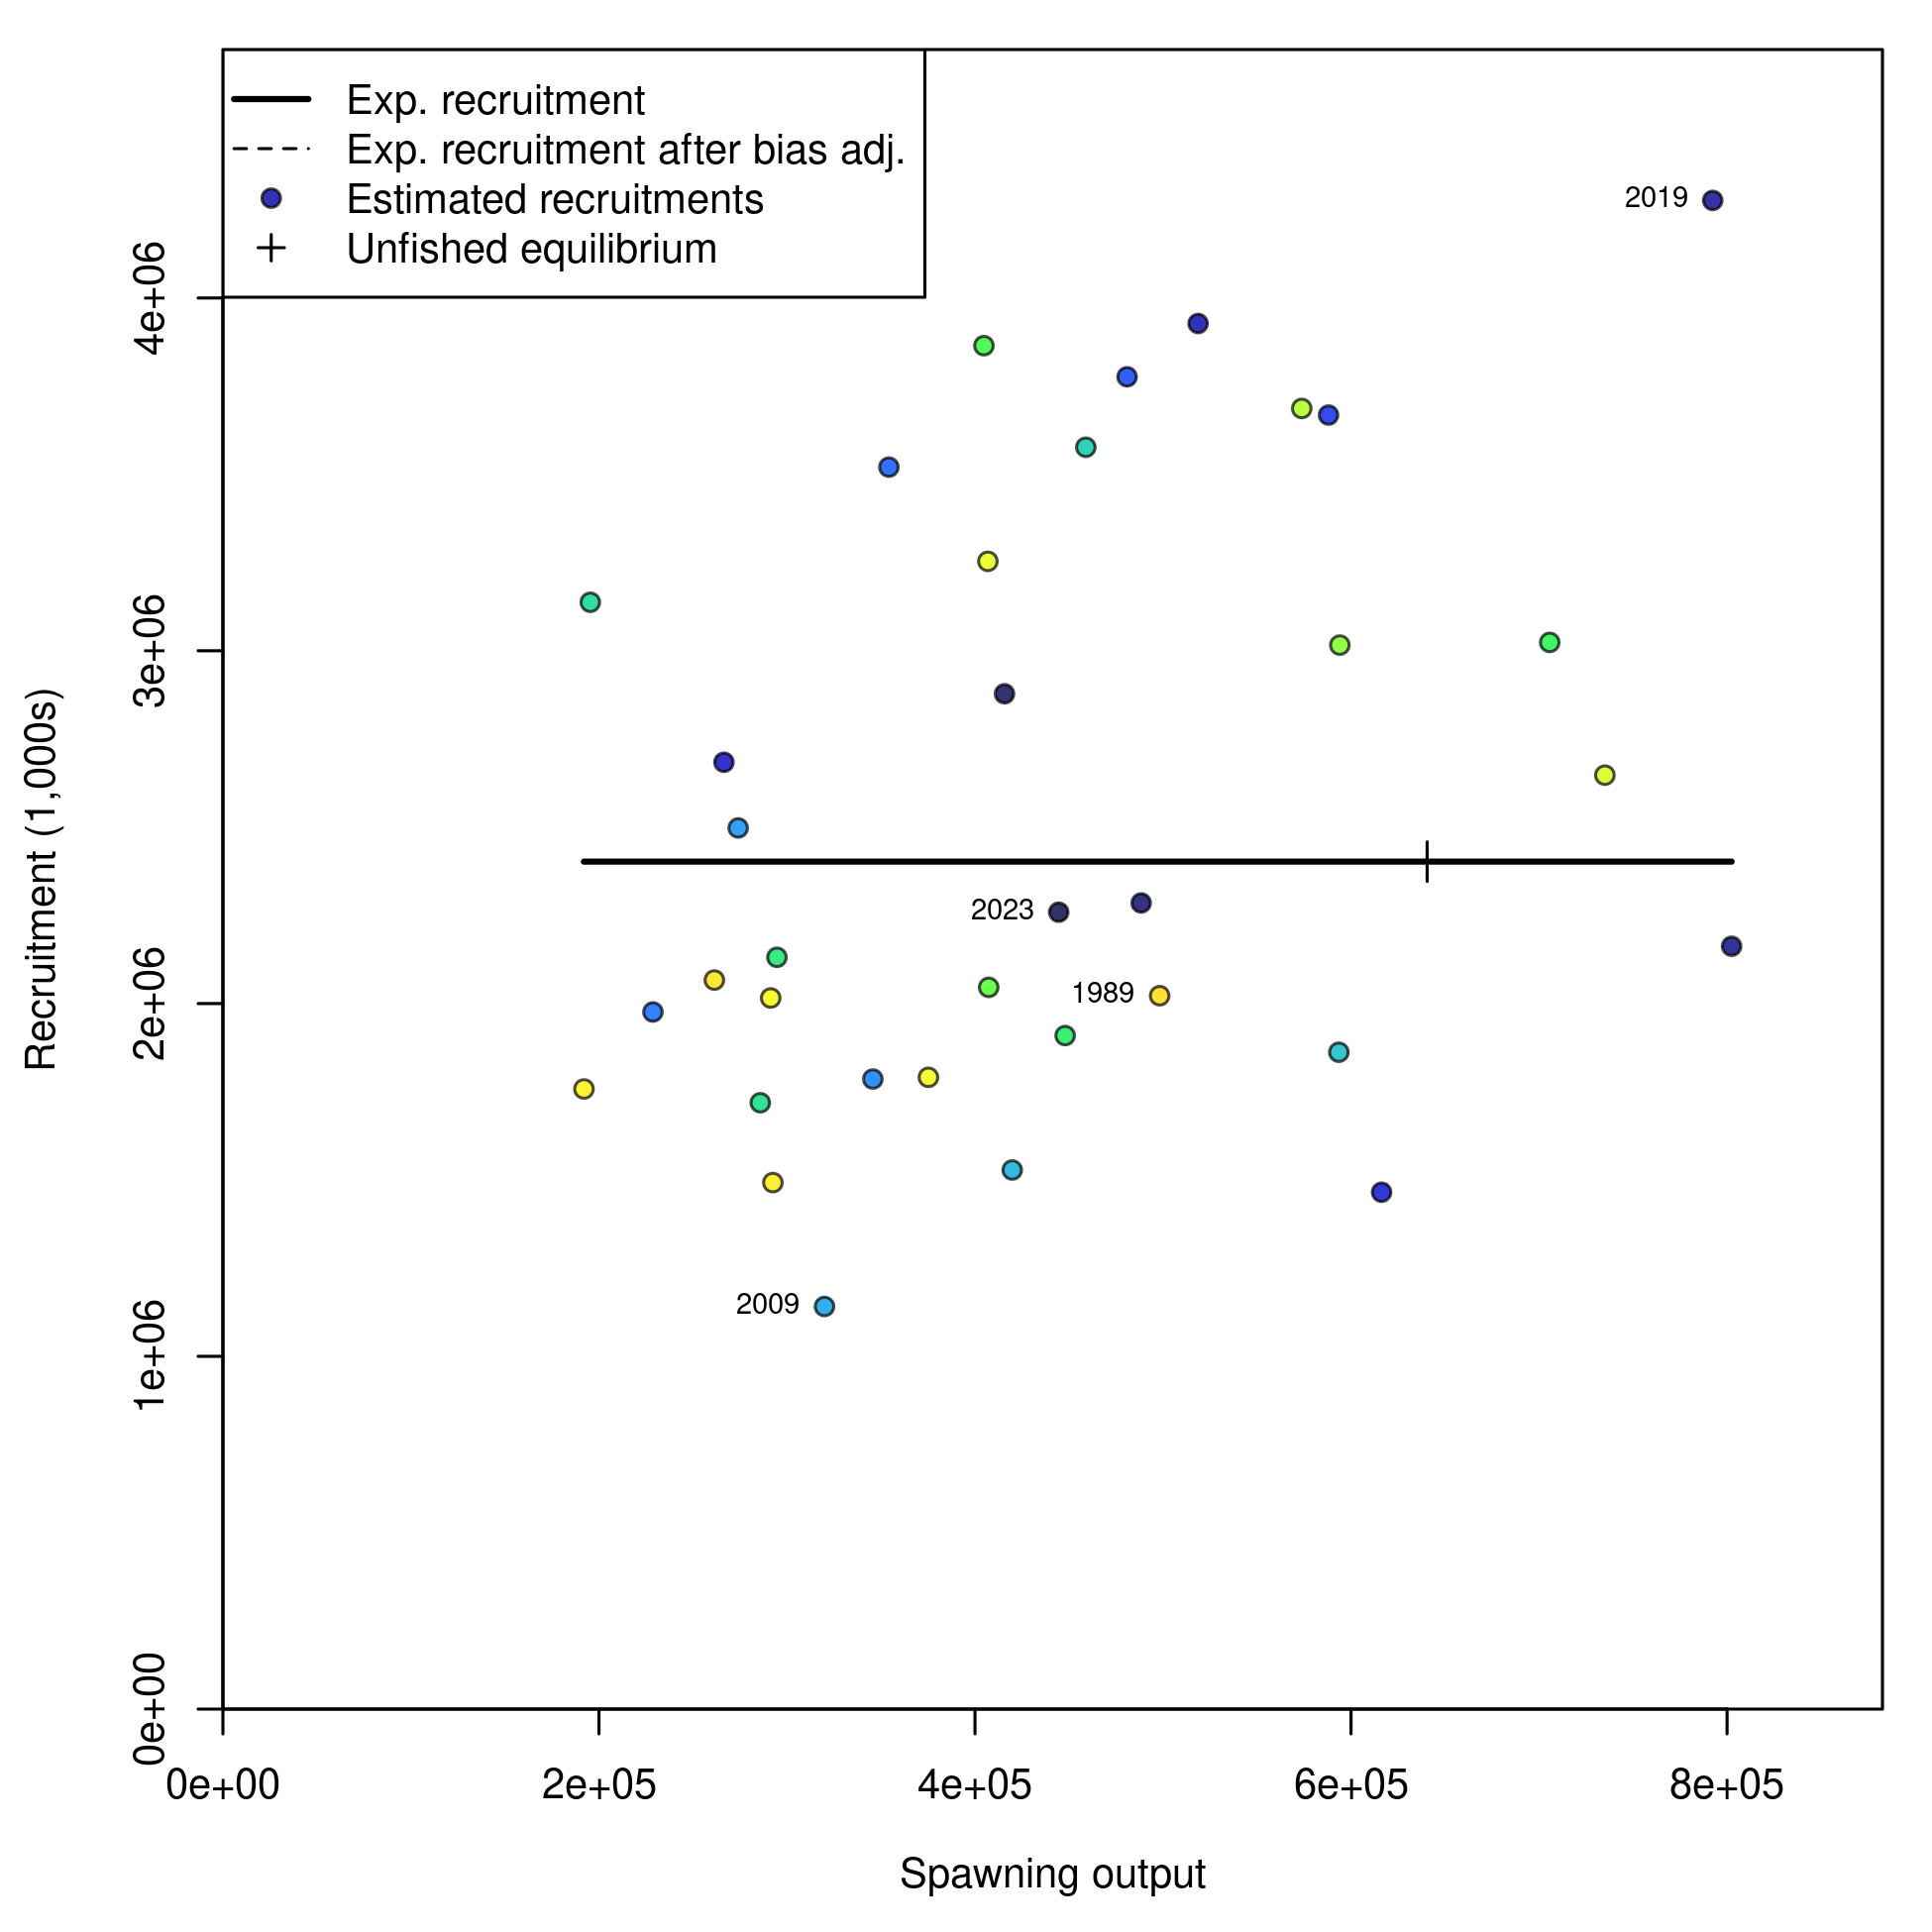 Exp. recruitment
Exp. recruitment after bias adj.
Estimated recruitments
Unfished equilibrium
2019
2023
1989
2009
Recruitment (1,000s)
4e+06
3e+06
2e+06
1e+06
0e+00
0e+00 2e+05 4e+05 6e+05 8e+05
Spawning output